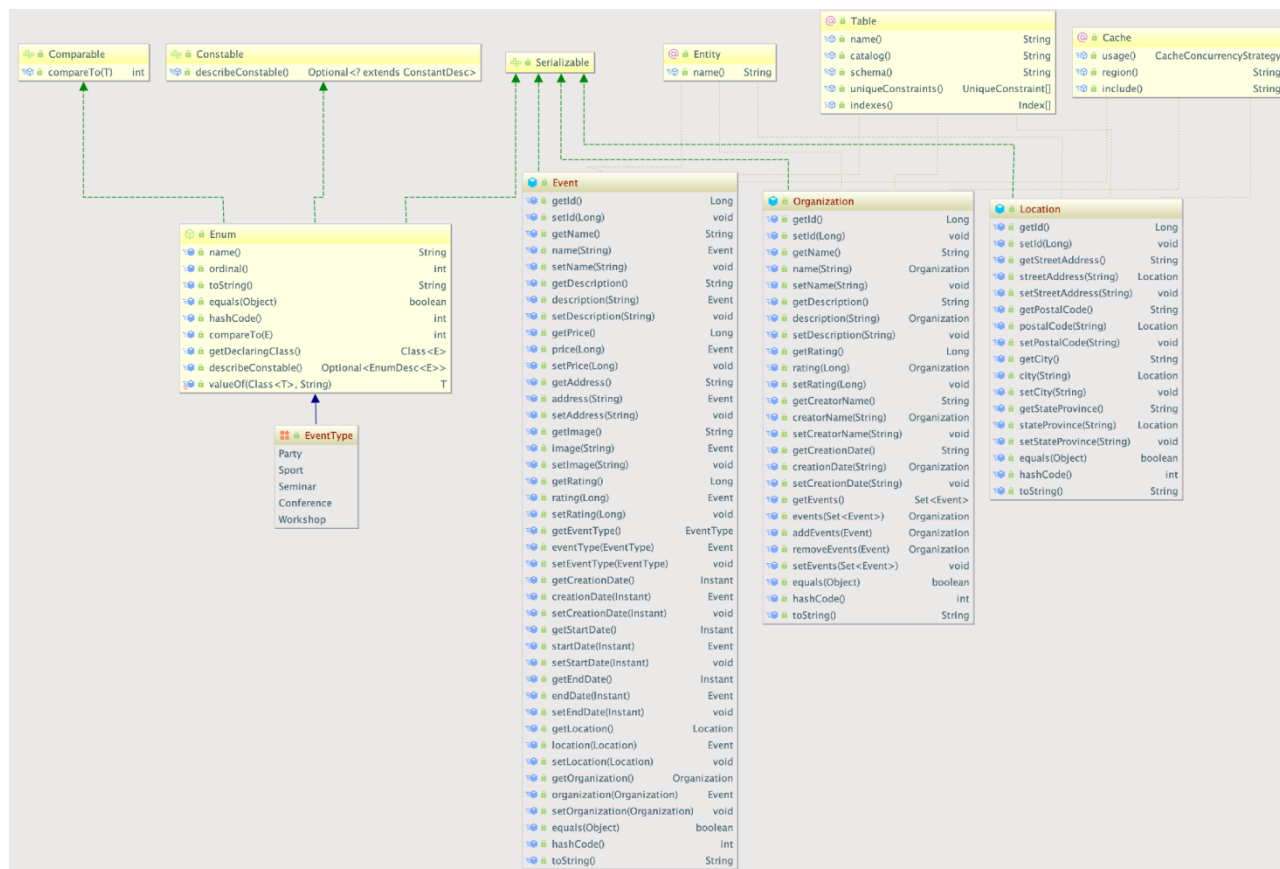 Comparable
compareTo(T) int
Constable
describeConstable() Optional<? extends ConstantDesc>
Serializable
Entity
name() String
Table
name() String
catalog() String
schema() String
uniqueConstraints() UniqueConstraint[]
indexes() Index[]
Cache
usage() CacheConcurrencyStrategy
region() String
include() String
Enum
name() String
ordinal() int
toString() String
equals(Object) boolean
hashCode() int
compareTo(E) int
getDeclaringClass() Class<E>
describeConstable() Optional<EnumDesc<E>>
valueOf(Class<T>, String) T
EventType
Party
Sport
Seminar
Conference
Workshop
Event
getId() Long
setId(Long) void
getName() String
name(String) Event
setName(String) void
getDescription() String
description(String) Event
setDescription(String) void
getPrice() Long
price(Long) Event
setPrice(Long) void
getAddress() String
address(String) Event
setAddress(String) void
getImage() String
image(String) Event
setImage(String) void
getRating() Long
rating(Long) Event
setRating(Long) void
getEventType() EventType
eventType(EventType) Event
setEventType(EventType) void
getCreationDate() Instant
creationDate(Instant) Event
setCreationDate(Instant) void
getStartDate() Instant
startDate(Instant) Event
setStartDate(Instant) void
getEndDate() Instant
endDate(Instant) Event
setEndDate(Instant) void
getLocation() Location
location(Location) Event
setLocation(Location) void
getOrganization() Organization
organization(Organization) Event
setOrganization(Organization) void
equals(Object) boolean
hashCode() int
toString() String
Organization
getId() Long
setId(Long) void
getName() String
name(String) Organization
setName(String) void
getDescription() String
description(String) Organization
setDescription(String) void
getRating() Long
rating(Long) Organization
setRating(Long) void
getCreatorName() String
creatorName(String) Organization
setCreatorName(String) void
getCreationDate() String
creationDate(String) Organization
setCreationDate(String) void
getEvents() Set<Event>
events(Set<Event>) Organization
addEvents(Event) Organization
removeEvents(Event) Organization
setEvents(Set<Event>) void
equals(Object) boolean
hashCode() int
toString() String
Location
getId() Long
setId(Long) void
getStreetAddress() String
streetAddress(String) Location
setStreetAddress(String) void
getPostalCode() String
postalCode(String) Location
setPostalCode(String) void
getCity() String
city(String) Location
setCity(String) void
getStateProvince() String
stateProvince(String) Location
setStateProvince(String) void
equals(Object) boolean
hashCode() int
toString() String